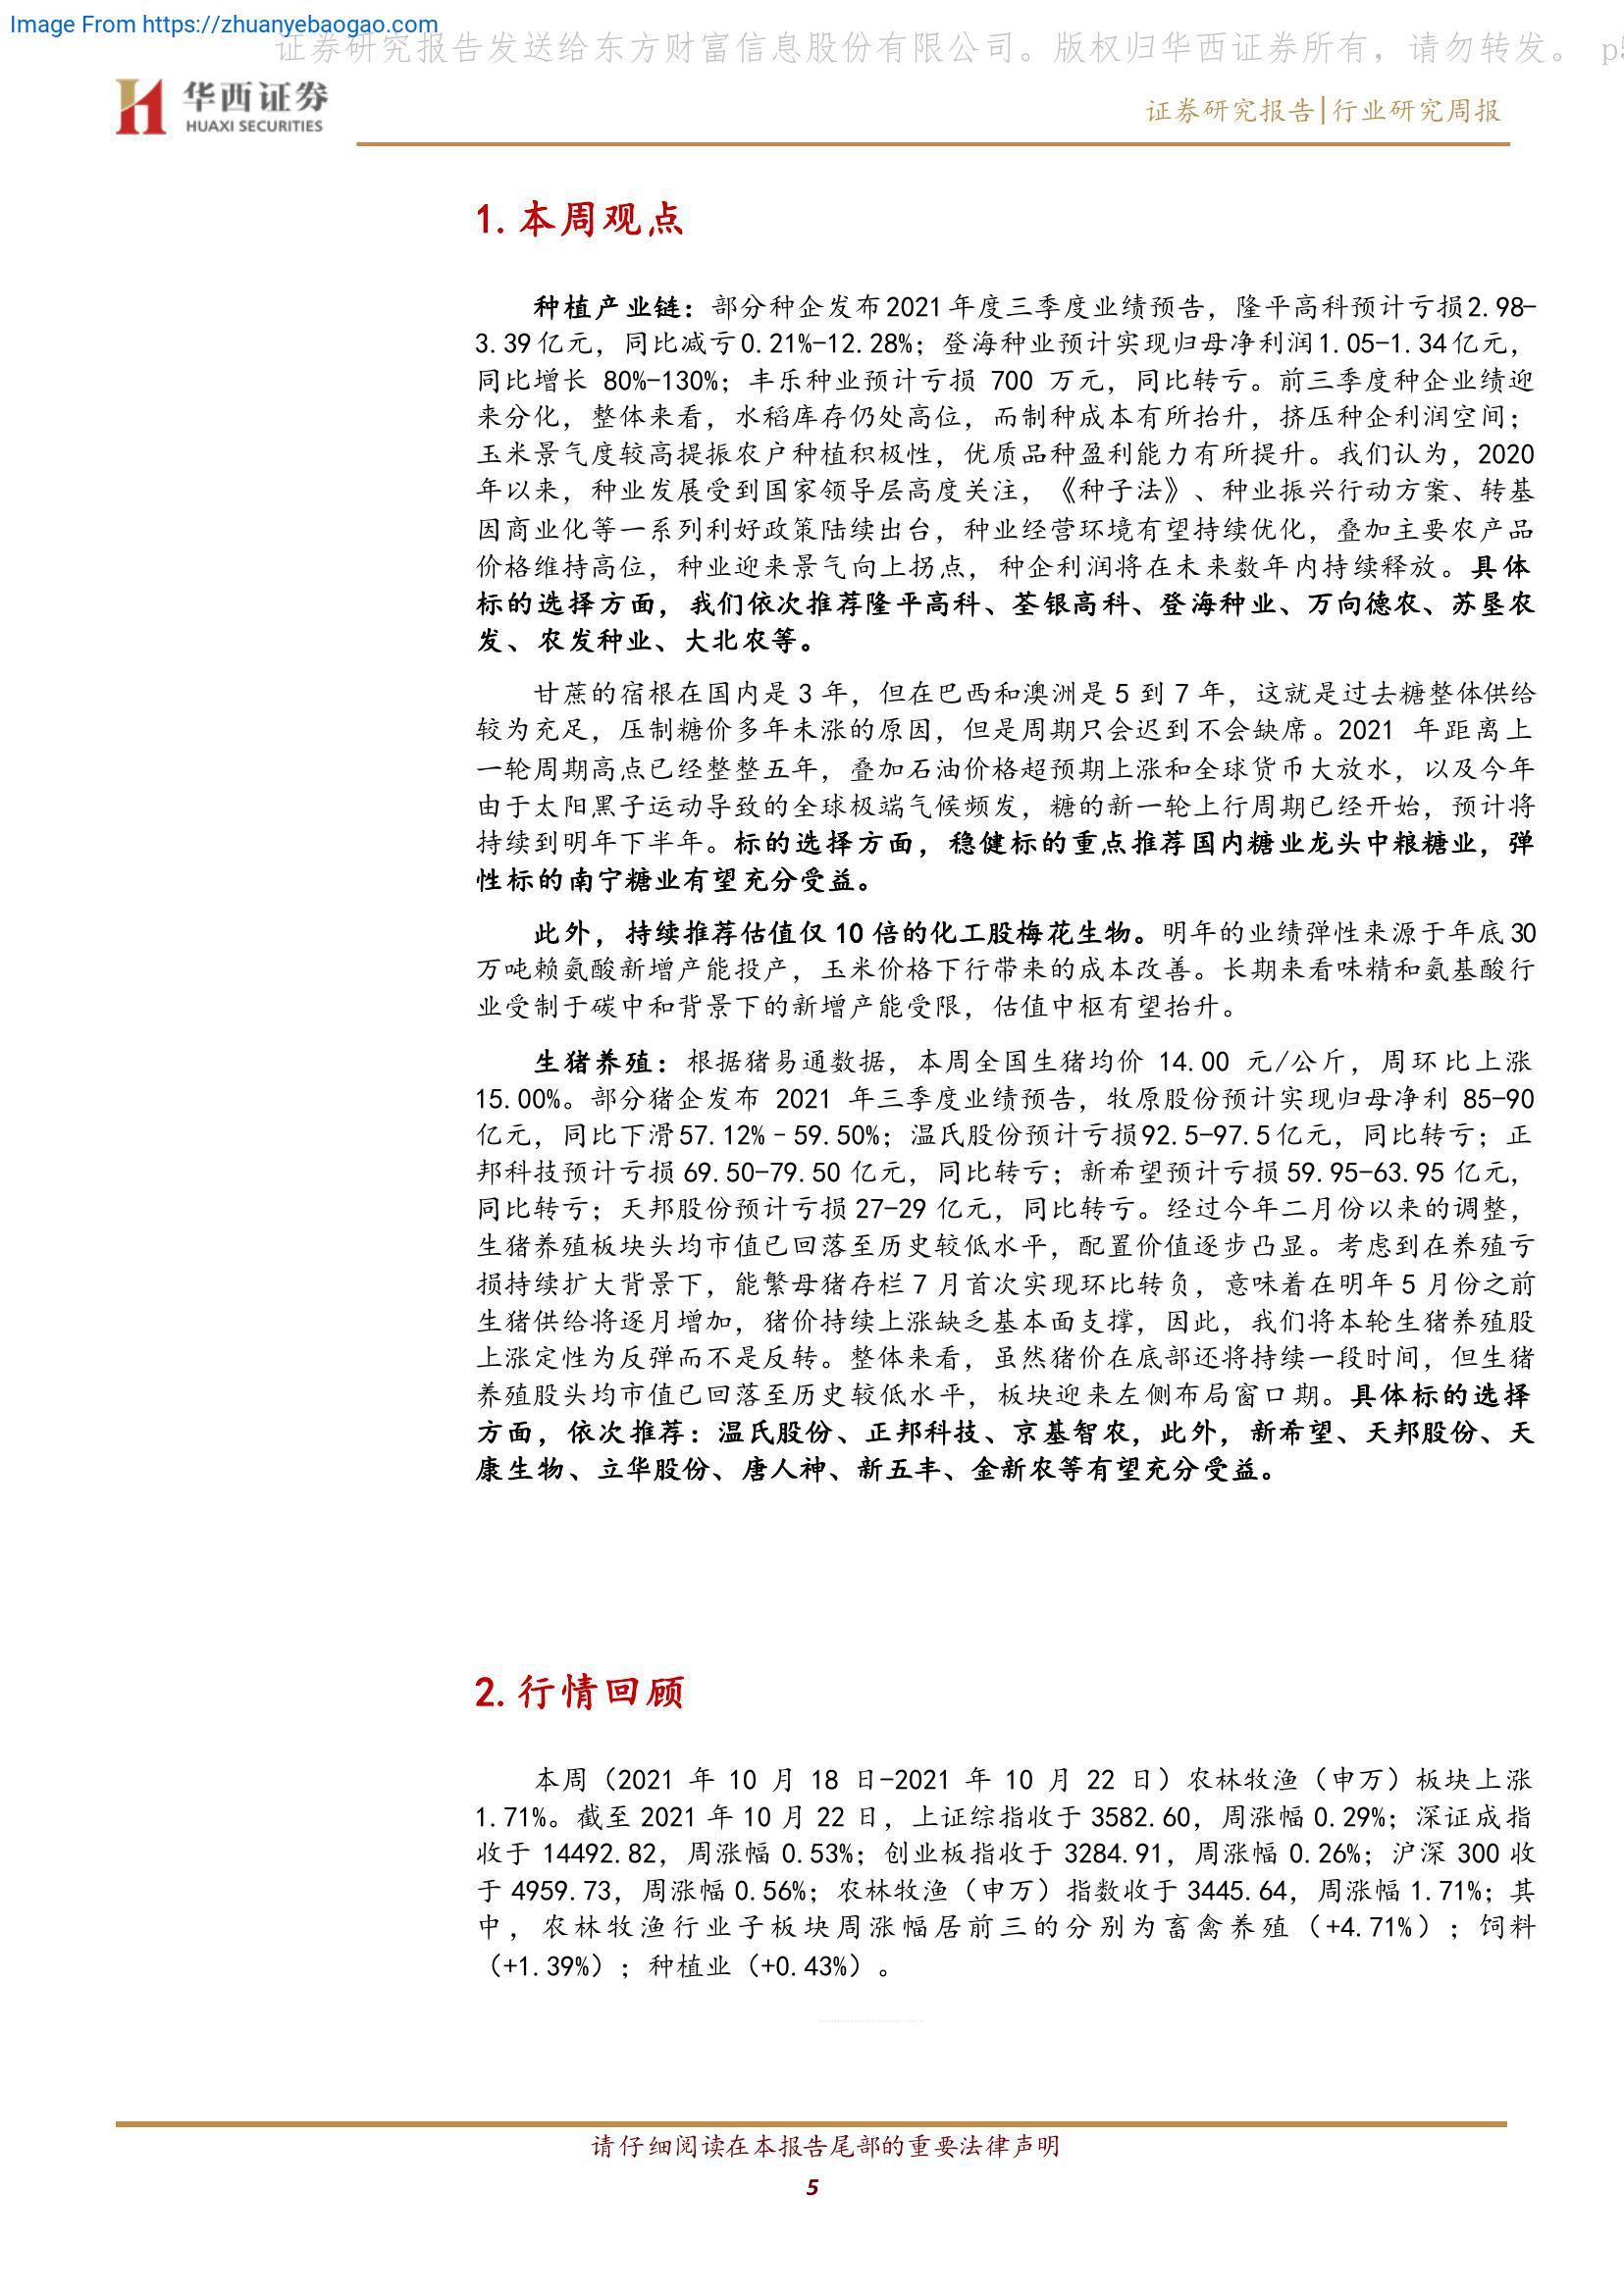 Image From https://zhuanyebaogao.com
证券研究报告发送给东方财富信息股份有限公司。版权归华西证券所有，请勿转发。 p5
华西证券
HUAXI SECURITIES
证券研究报告|行业研究周报
1.本周观点
种植产业链：部分种企发布2021年度三季度业绩预告，隆平高科预计亏损2.98-
3.39亿元，同比减亏0.21%-12.28%；登海种业预计实现归母净利润1.05-1.34亿元，
同比增长 80%-130%；丰乐种业预计亏损 700 万元，同比转亏。前三季度种企业绩迎
来分化，整体来看，水稻库存仍处高位，而制种成本有所抬升，挤压种企利润空间；
玉米景气度较高提振农户种植积极性，优质品种盈利能力有所提升。我们认为，2020
年以来，种业发展受到国家领导层高度关注，《种子法》、种业振兴行动方案、转基
因商业化等一系列利好政策陆续出台，种业经营环境有望持续优化，叠加主要农产品
价格维持高位，种业迎来景气向上拐点，种企利润将在未来数年内持续释放。具体
标的选择方面，我们依次推荐隆平高科、荃银高科、登海种业、万向德农、苏垦农
发、农发种业、大北农等。
甘蔗的宿根在国内是 3 年，但在巴西和澳洲是 5 到 7 年，这就是过去糖整体供给
较为充足，压制糖价多年未涨的原因，但是周期只会迟到不会缺席。2021 年距离上
一轮周期高点已经整整五年，叠加石油价格超预期上涨和全球货币大放水，以及今年
由于太阳黑子运动导致的全球极端气候频发，糖的新一轮上行周期已经开始，预计将
持续到明年下半年。标的选择方面，稳健标的重点推荐国内糖业龙头中粮糖业，弹
性标的南宁糖业有望充分受益。
此外，持续推荐估值仅 10 倍的化工股梅花生物。明年的业绩弹性来源于年底 30
万吨赖氨酸新增产能投产，玉米价格下行带来的成本改善。长期来看味精和氨基酸行
业受制于碳中和背景下的新增产能受限，估值中枢有望抬升。
生猪养殖：根据猪易通数据，本周全国生猪均价 14.00 元/公斤，周环比上涨
15.00%。部分猪企发布 2021 年三季度业绩预告，牧原股份预计实现归母净利 85-90
亿元，同比下滑57.12%–59.50%；温氏股份预计亏损92.5-97.5亿元，同比转亏；正
邦科技预计亏损 69.50-79.50 亿元，同比转亏；新希望预计亏损 59.95-63.95 亿元，
同比转亏；天邦股份预计亏损 27-29 亿元，同比转亏。经过今年二月份以来的调整，
生猪养殖板块头均市值已回落至历史较低水平，配置价值逐步凸显。考虑到在养殖亏
损持续扩大背景下，能繁母猪存栏 7 月首次实现环比转负，意味着在明年 5 月份之前
生猪供给将逐月增加，猪价持续上涨缺乏基本面支撑，因此，我们将本轮生猪养殖股
上涨定性为反弹而不是反转。整体来看，虽然猪价在底部还将持续一段时间，但生猪
养殖股头均市值已回落至历史较低水平，板块迎来左侧布局窗口期。具体标的选择
方面，依次推荐：温氏股份、正邦科技、京基智农，此外，新希望、天邦股份、天
康生物、立华股份、唐人神、新五丰、金新农等有望充分受益。
2.行情回顾
本周（2021 年 10 月 18 日-2021 年 10 月 22 日）农林牧渔（申万）板块上涨
1.71%。截至 2021 年 10 月 22 日，上证综指收于 3582.60，周涨幅 0.29%；深证成指
收于 14492.82，周涨幅 0.53%；创业板指收于 3284.91，周涨幅 0.26%；沪深 300 收
于 4959.73，周涨幅 0.56%；农林牧渔（申万）指数收于 3445.64，周涨幅 1.71%；其
中，农林牧渔行业子板块周涨幅居前三的分别为畜禽养殖（+4.71%）；饲料
（+1.39%）；种植业（+0.43%）。
请仔细阅读在本报告尾部的重要法律声明
5